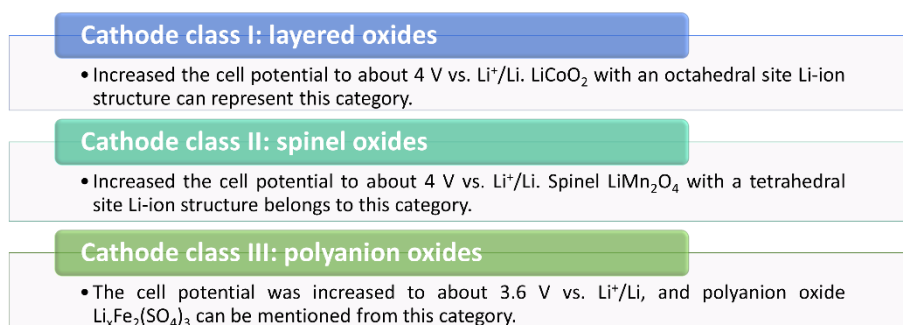 Cathode class I: layered oxides
• Increased the cell potential to about 4 V vs. Li⁺/Li. LiCoO₂ with an octahedral site Li-ion
structure can represent this category.
Cathode class II: spinel oxides
• Increased the cell potential to about 4 V vs. Li⁺/Li. Spinel LiMn₂O₄ with a tetrahedral
site Li-ion structure belongs to this category.
Cathode class III: polyanion oxides
• The cell potential was increased to about 3.6 V vs. Li⁺/Li, and polyanion oxide
LiₓFe₂(SO₄)₃ can be mentioned from this category.